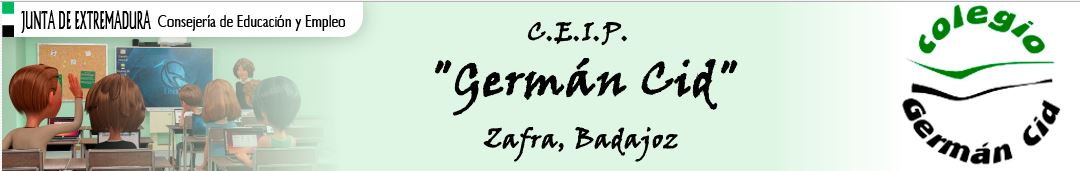 JUNTA DE EXTREMADURA Consejería de Educación y Empleo
C.E.I.P.
"Germán Cid"
Zafra, Badajoz
colegio
Germán Cid